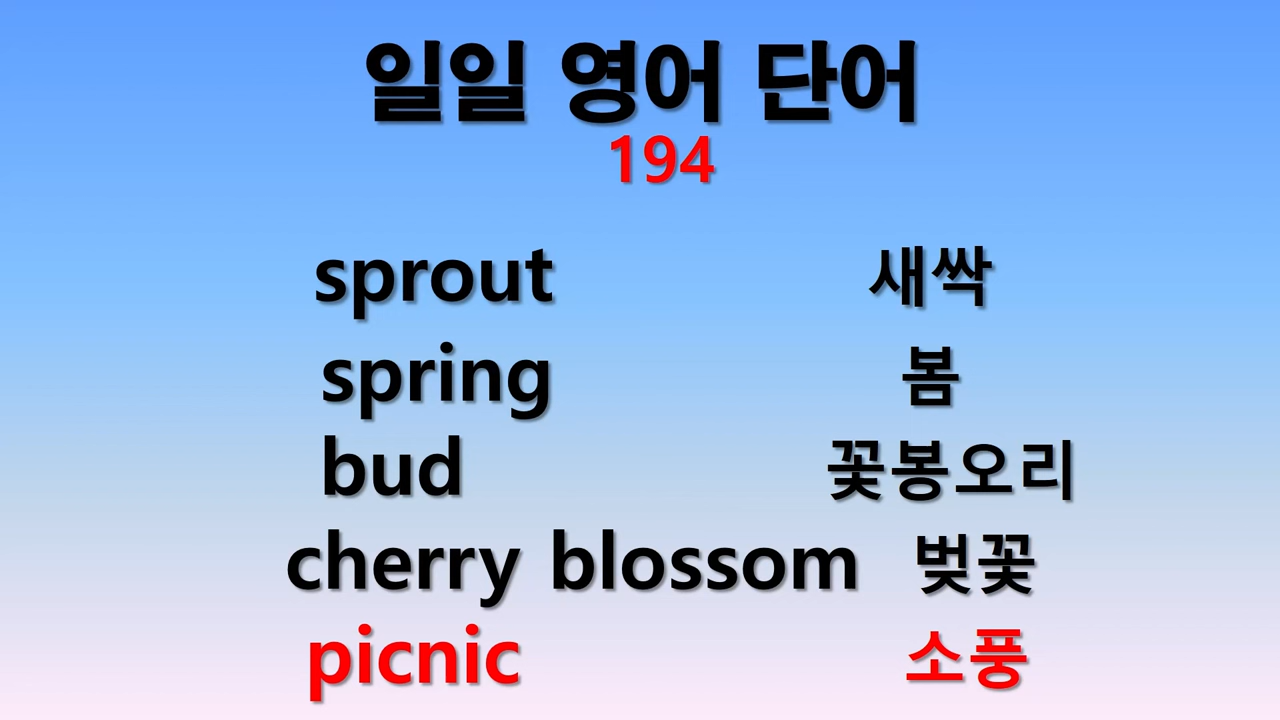 일일 영어 단어
194
sprout 새싹
spring 봄
bud 꽃봉오리
cherry blossom 벚꽃
picnic 소풍